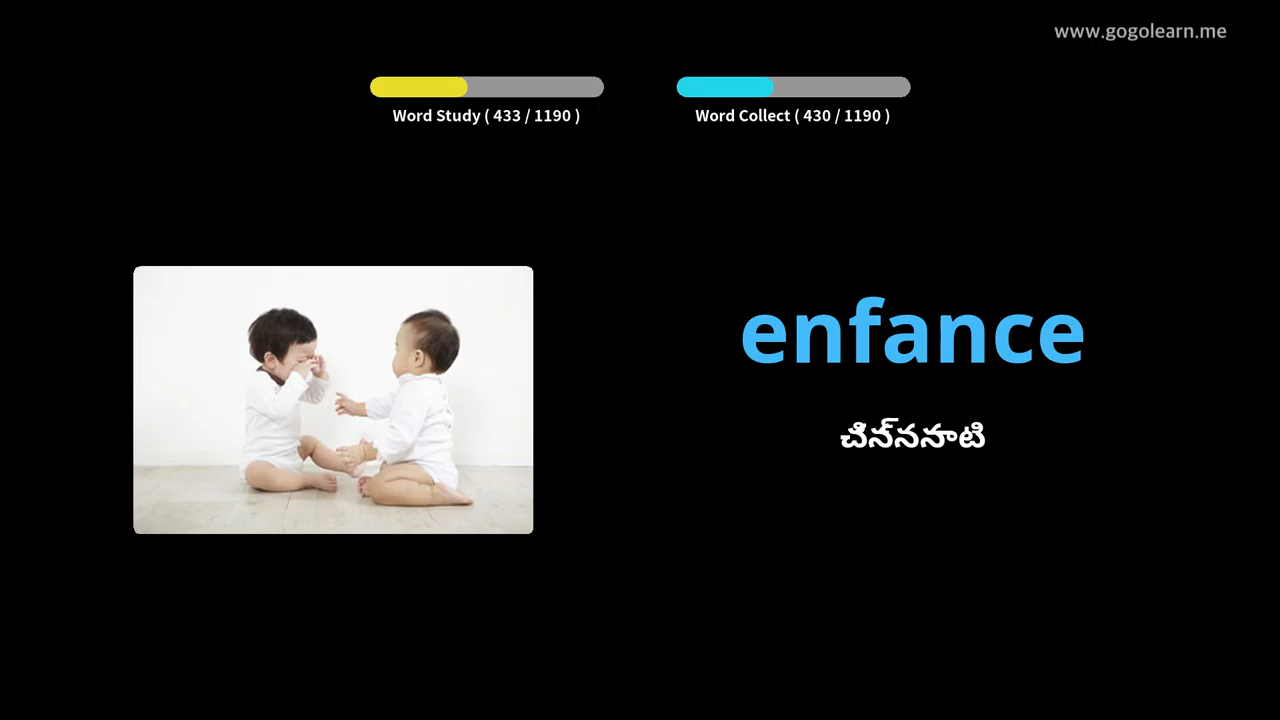 www.gogolearn.me
Word Study ( 433 / 1190 )
Word Collect ( 430 / 1190 )
enfance
చిన్ననాటి